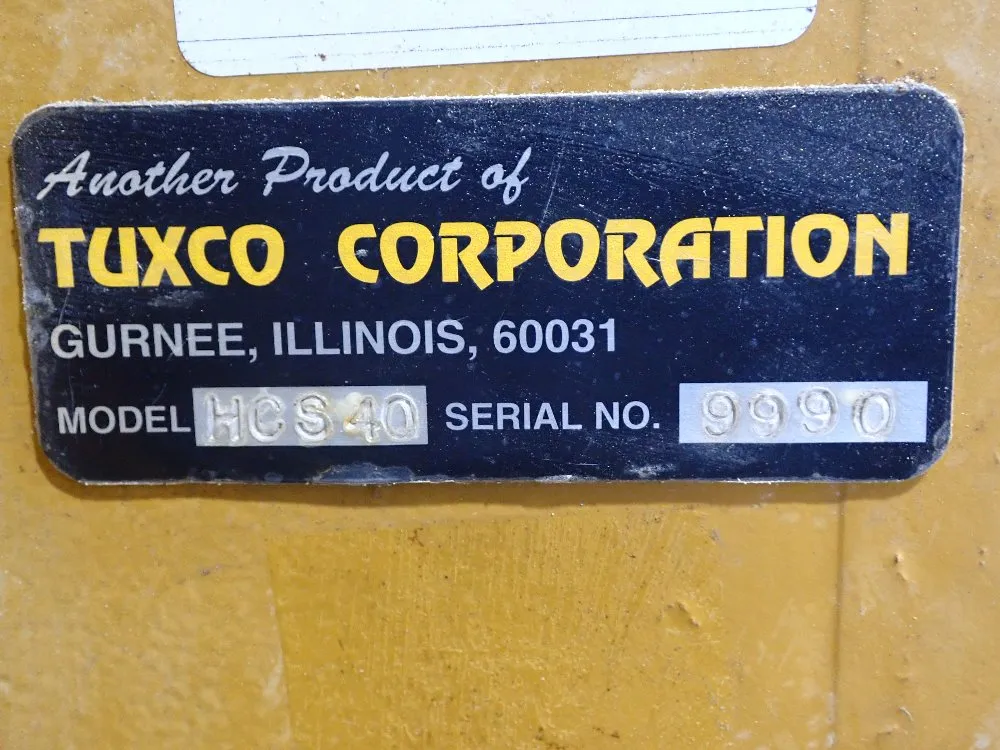 Another Product of
TUXCO CORPORATION
GURNEE, ILLINOIS, 60031
MODEL HCS40 SERIAL NO. 9990